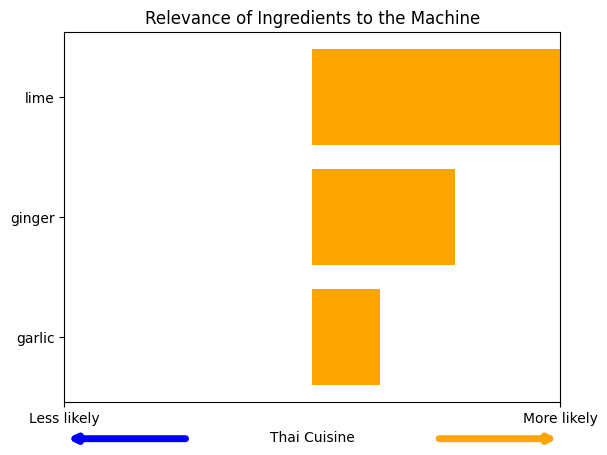 Relevance of Ingredients to the Machine
lime
ginger
garlic
Less likely
More likely
Thai Cuisine